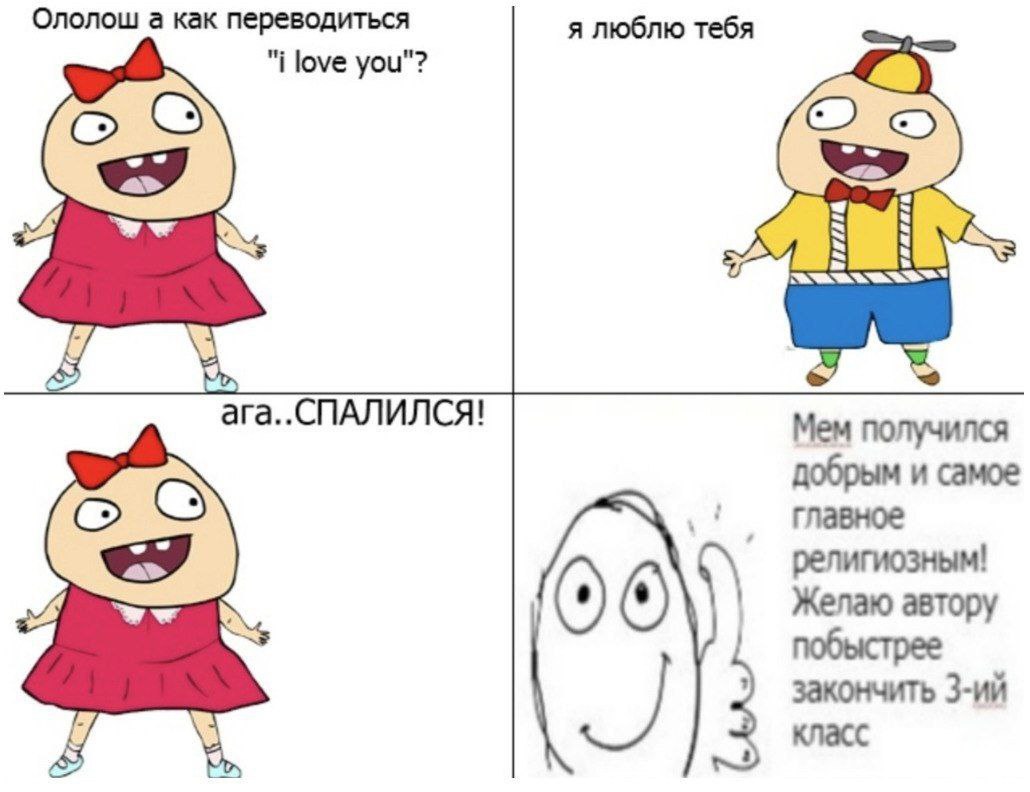 Ололош а как переводиться
"i love you"?
я люблю тебя
ага..СПАЛИЛСЯ!
Мем получился
добрым и самое
главное
религиозным!
Желаю автору
побыстрее
закончить 3-ий
класс